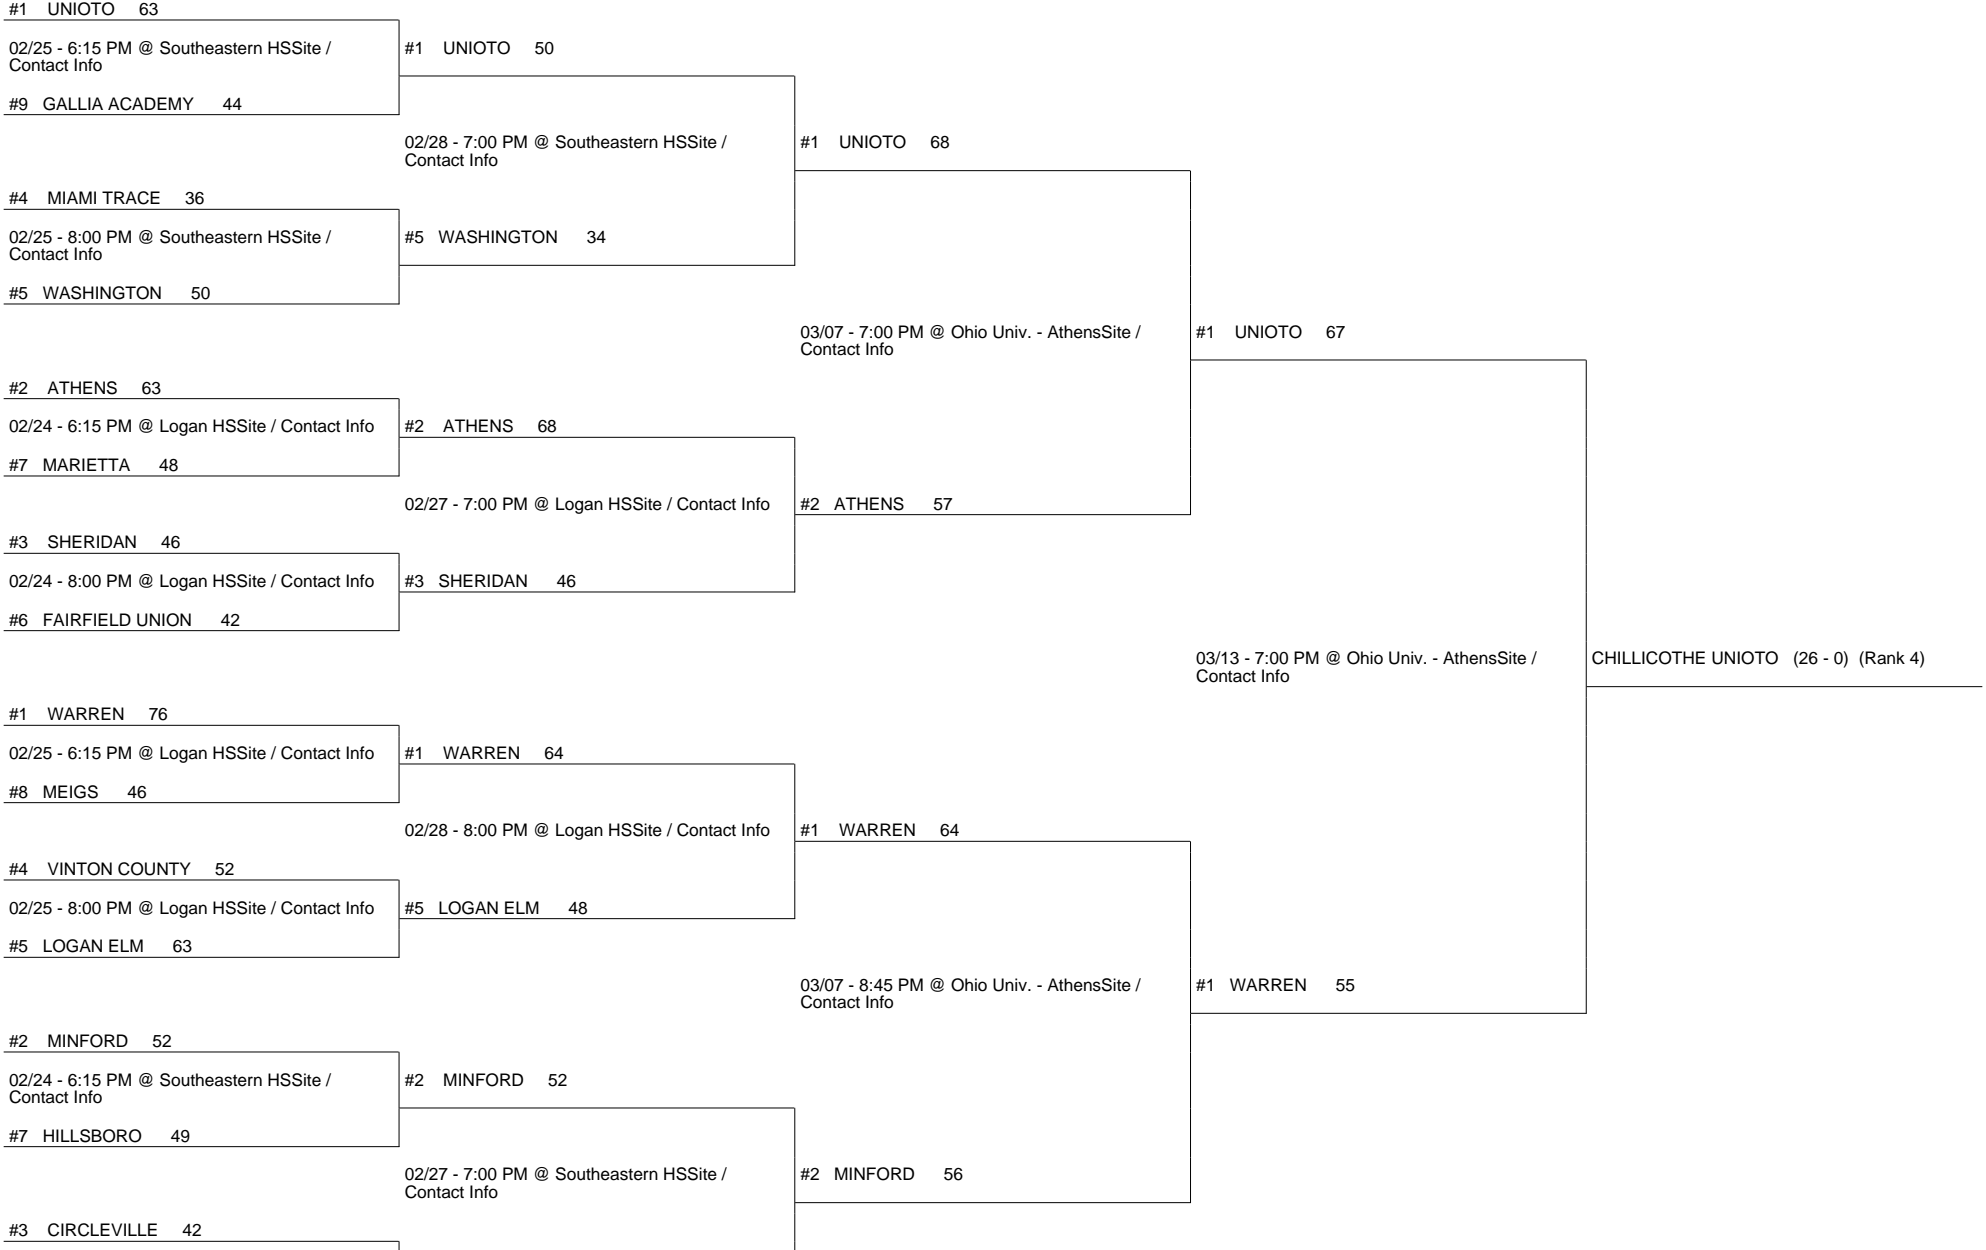 #1 UNIOTO 63
02/25 - 6:15 PM @ Southeastern HSSite /
Contact Info
#9 GALLIA ACADEMY 44
#4 MIAMI TRACE 36
02/25 - 8:00 PM @ Southeastern HSSite /
Contact Info
#5 WASHINGTON 50
#2 ATHENS 63
02/24 - 6:15 PM @ Logan HSSite / Contact Info
#7 MARIETTA 48
#3 SHERIDAN 46
02/24 - 8:00 PM @ Logan HSSite / Contact Info
#6 FAIRFIELD UNION 42
#1 WARREN 76
02/25 - 6:15 PM @ Logan HSSite / Contact Info
#8 MEIGS 46
#4 VINTON COUNTY 52
02/25 - 8:00 PM @ Logan HSSite / Contact Info
#5 LOGAN ELM 63
#2 MINFORD 52
02/24 - 6:15 PM @ Southeastern HSSite /
Contact Info
#7 HILLSBORO 49
#3 CIRCLEVILLE 42
#1 UNIOTO 50
02/28 - 7:00 PM @ Southeastern HSSite /
Contact Info
#5 WASHINGTON 34
#2 ATHENS 68
02/27 - 7:00 PM @ Logan HSSite / Contact Info
#3 SHERIDAN 46
#1 WARREN 64
02/28 - 8:00 PM @ Logan HSSite / Contact Info
#5 LOGAN ELM 48
#2 MINFORD 52
02/27 - 7:00 PM @ Southeastern HSSite /
Contact Info
#1 UNIOTO 68
03/07 - 7:00 PM @ Ohio Univ. - AthensSite /
Contact Info
#2 ATHENS 57
#1 WARREN 64
03/07 - 8:45 PM @ Ohio Univ. - AthensSite /
Contact Info
#2 MINFORD 56
#1 UNIOTO 67
03/13 - 7:00 PM @ Ohio Univ. - AthensSite /
Contact Info
#1 WARREN 55
CHILLICOTHE UNIOTO (26 - 0) (Rank 4)